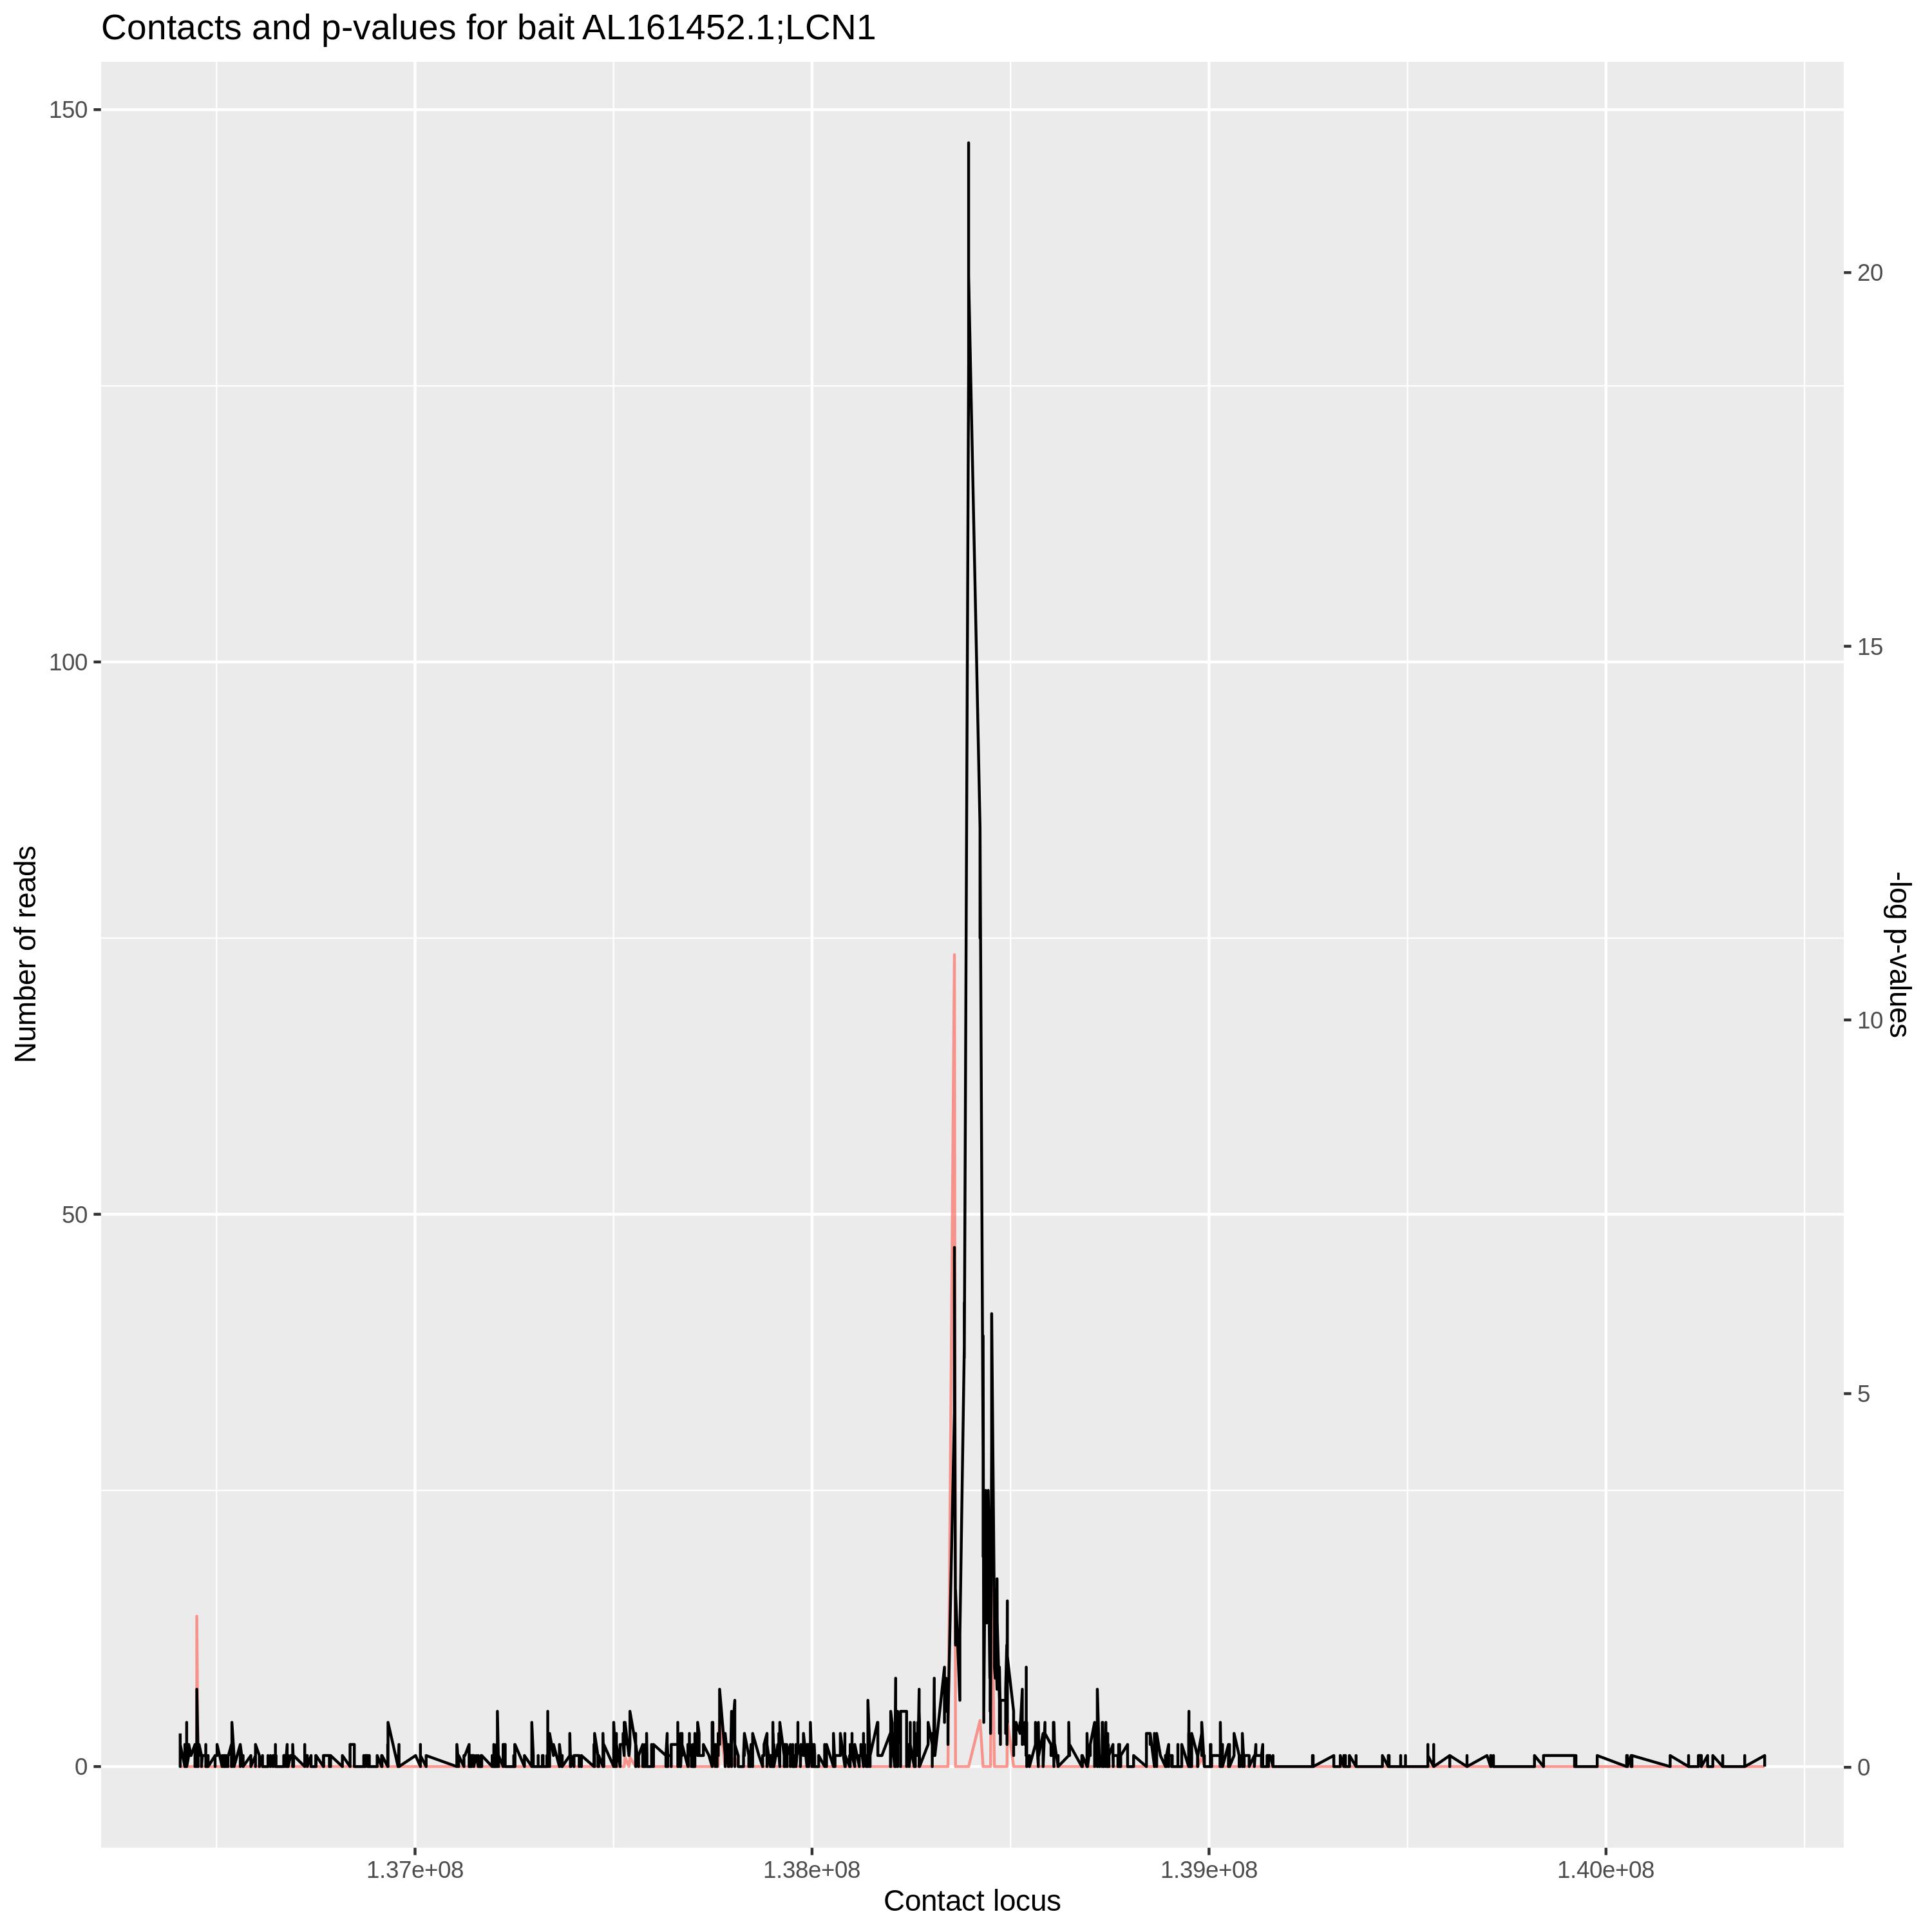 Contacts and p-values for bait AL161452.1;LCN1
150
100
50
0
Number of reads
20
15
10
5
0
-log p-values
1.37e+08
1.38e+08
1.39e+08
1.40e+08
Contact locus